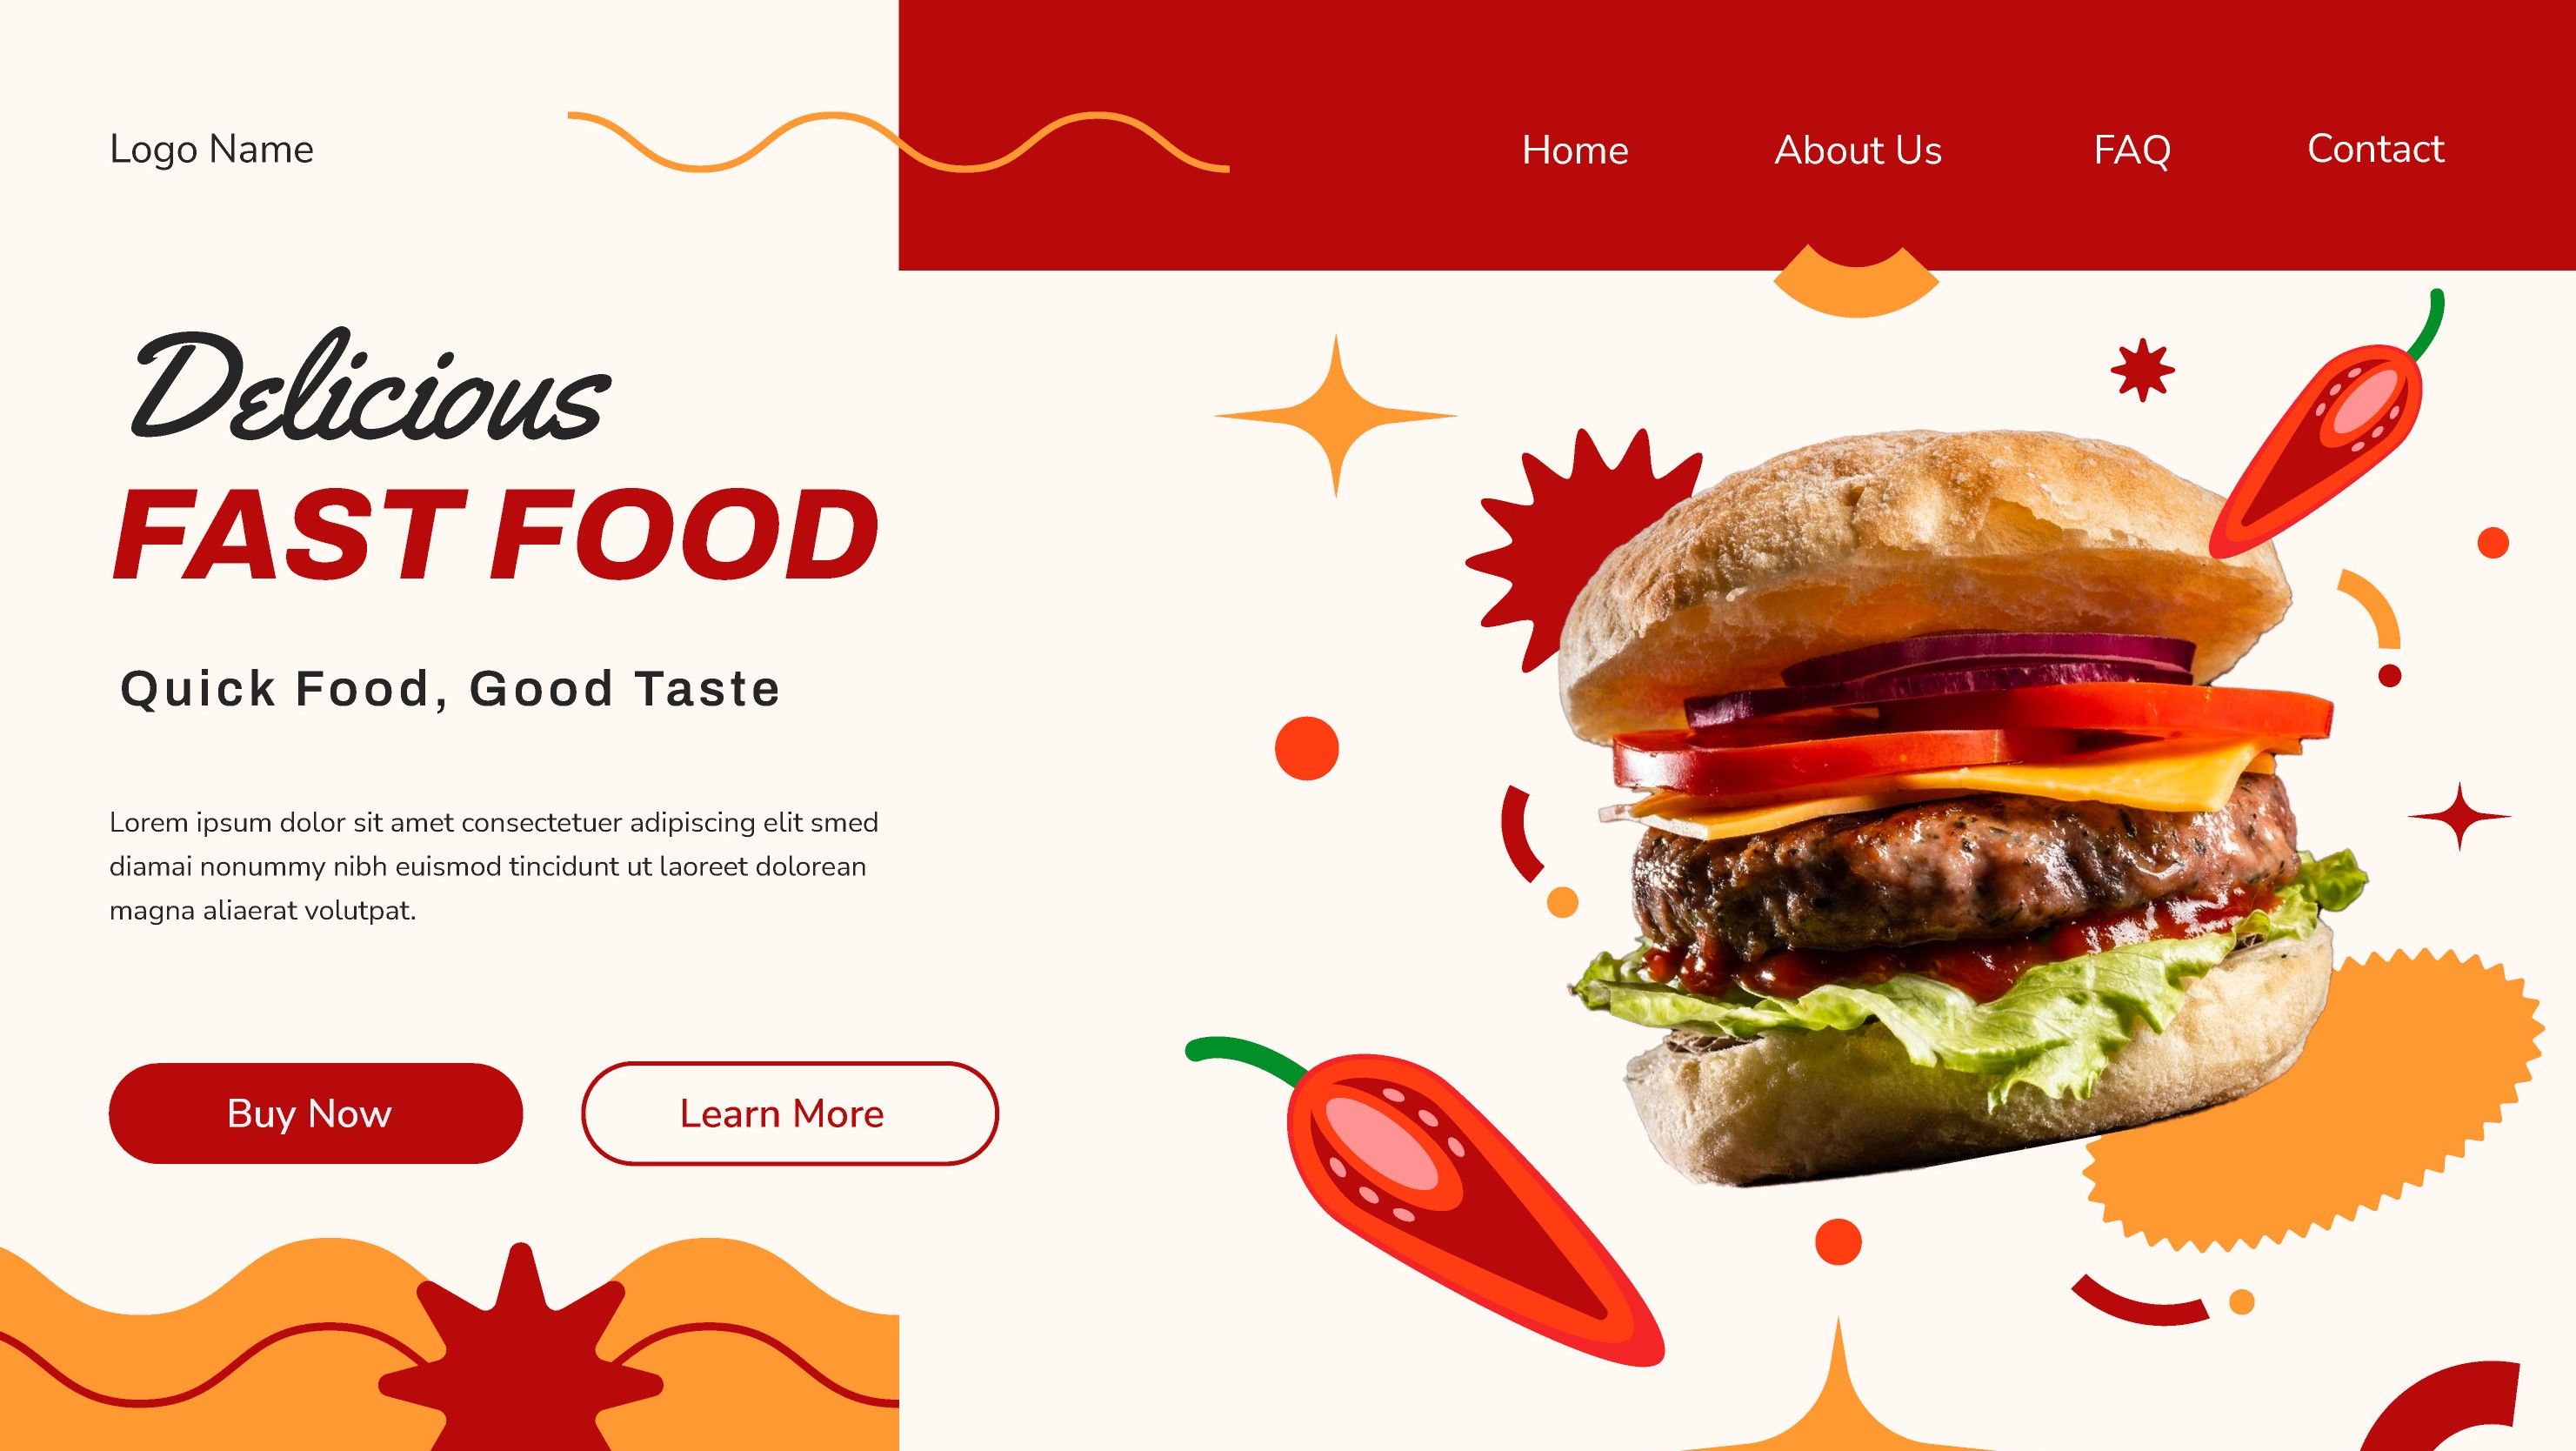 Logo Name
Home
About Us
FAQ
Contact
Delicious
FAST FOOD
Quick Food, Good Taste
Lorem ipsum dolor sit amet consectetuer adipiscing elit smed
diamai nonummy nibh euismod tincidunt ut laoreet dolorean
magna aliaerat volutpat.
Buy Now
Learn More